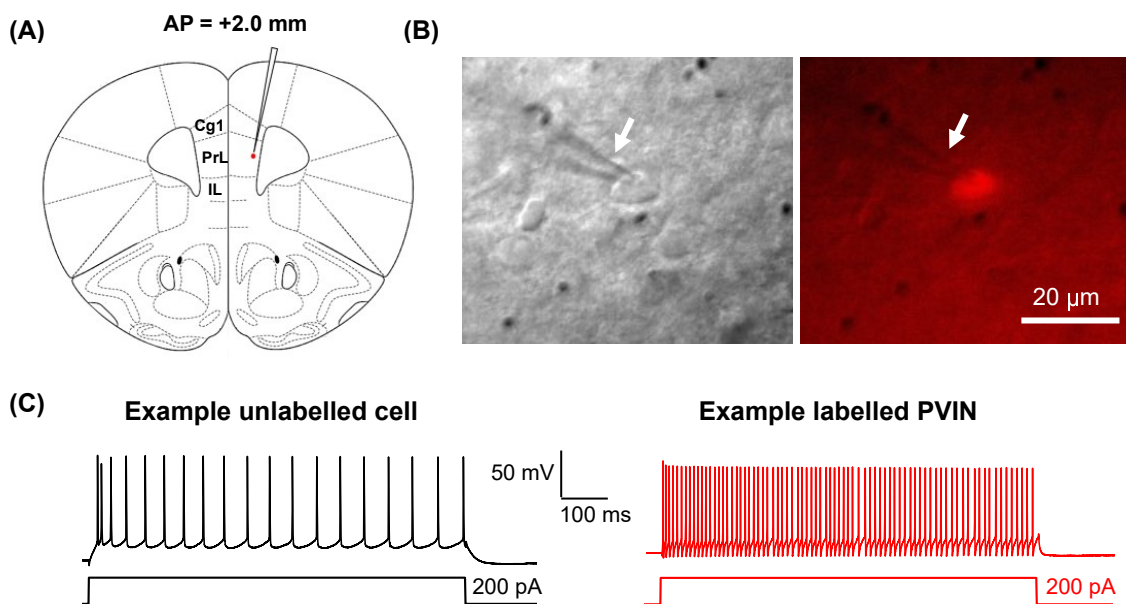 (A)
AP = +2.0 mm
Cg1
PrL
IL
(B)
20 µm
(C)
Example unlabelled cell
Example labelled PVIN
50 mV
100 ms
200 pA
200 pA